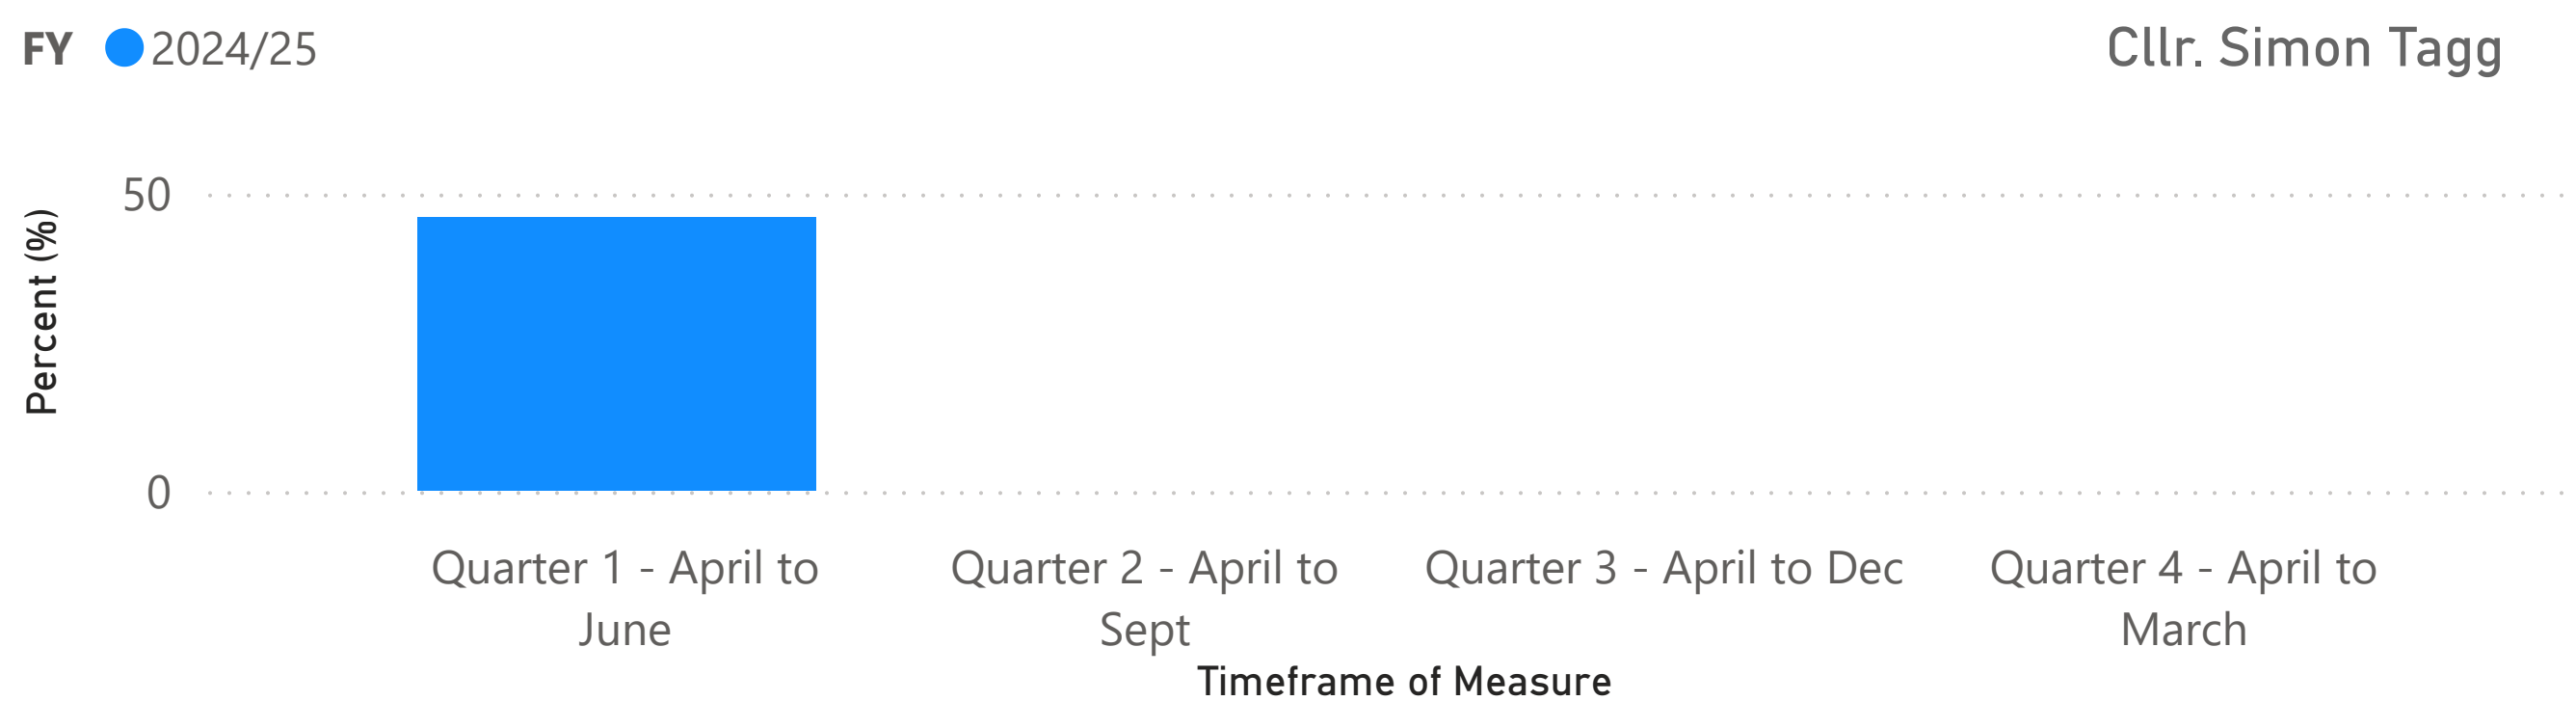 FY 2024/25
Cllr. Simon Tagg
Percent (%)
50
0
Quarter 1 - April to
June
Quarter 2 - April to
Sept
Quarter 3 - April to Dec
Quarter 4 - April to
March
Timeframe of Measure